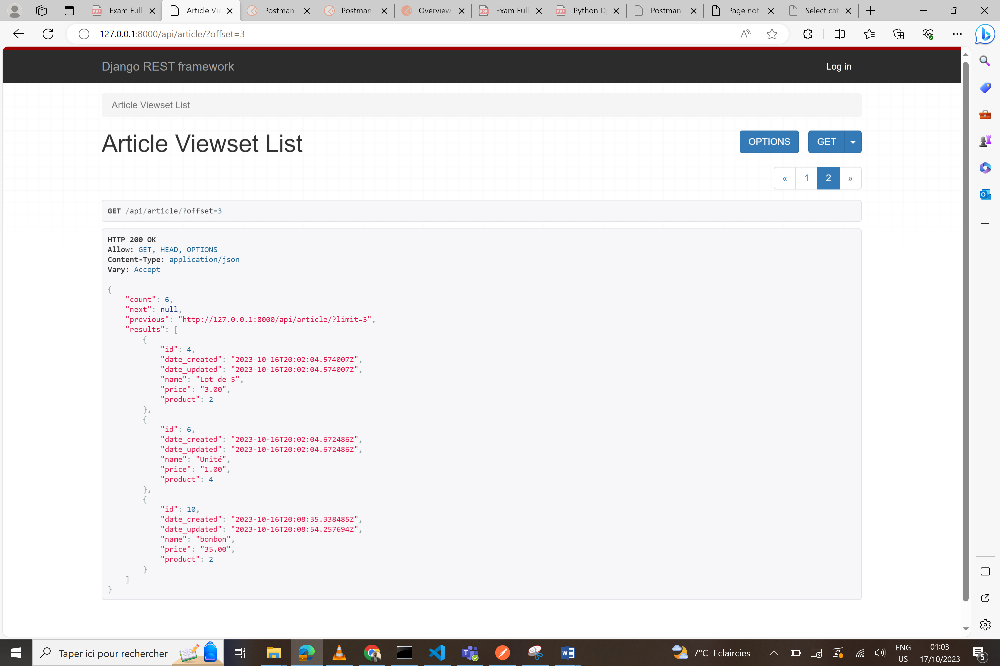 Exam Full
Article Vie
Postman
Postman
Overview
Exam Full
Python Dj
Postman
Page not
Select cat
127.0.0.1:8000/api/article/?offset=3
Django REST framework
Log in
Article Viewset List
Article Viewset List
OPTIONS
GET
« 1 2 »
GET /api/article/?offset=3
HTTP 200 OK
Allow: GET, HEAD, OPTIONS
Content-Type: application/json
Vary: Accept
{
    "count": 6,
    "next": null,
    "previous": "http://127.0.0.1:8000/api/article/?limit=3",
    "results": [
        {
            "id": 4,
            "date_created": "2023-10-16T20:02:04.574007Z",
            "date_updated": "2023-10-16T20:02:04.574007Z",
            "name": "Lot de 5",
            "price": "3.00",
            "product": 2
        },
        {
            "id": 6,
            "date_created": "2023-10-16T20:02:04.672486Z",
            "date_updated": "2023-10-16T20:02:04.672486Z",
            "name": "Unité",
            "price": "1.00",
            "product": 4
        },
        {
            "id": 10,
            "date_created": "2023-10-16T20:08:35.338485Z",
            "date_updated": "2023-10-16T20:08:54.257694Z",
            "name": "bonbon",
            "price": "35.00",
            "product": 2
        }
    ]
}
Taper ici pour rechercher
7°C Eclaircies
ENG
US
01:03
17/10/2023
5